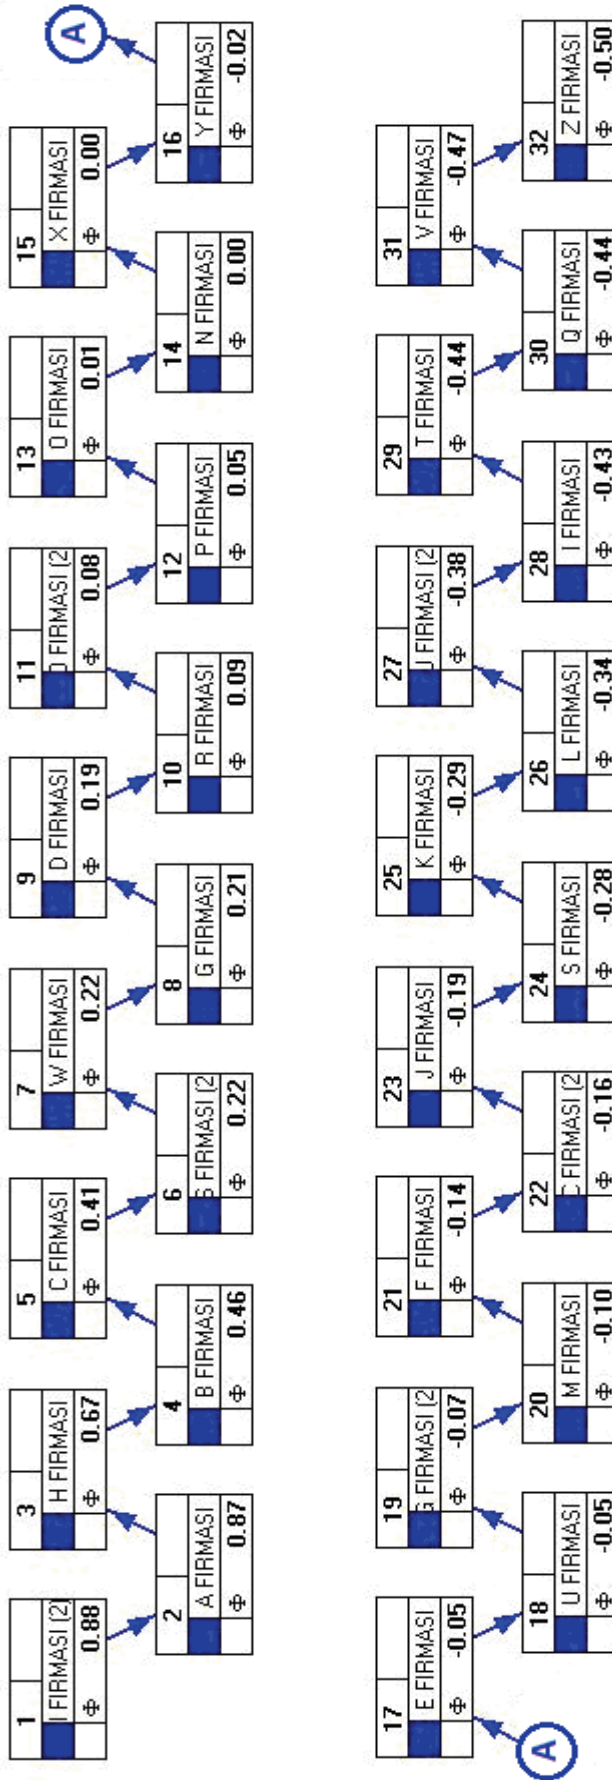 1
I FIRMASI (2)
Φ 0.88
2
A FIRMASI
Φ 0.87
3
H FIRMASI
Φ 0.67
4
B FIRMASI
Φ 0.46
5
C FIRMASI
Φ 0.41
6
FIRMASI (2
Φ 0.22
7
W FIRMASI
Φ 0.22
8
G FIRMASI
Φ 0.21
9
D FIRMASI
Φ 0.19
10
R FIRMASI
Φ 0.09
11
FIRMASI (2
Φ 0.08
12
P FIRMASI
Φ 0.05
13
O FIRMASI
Φ 0.01
14
N FIRMASI
Φ 0.00
15
X FIRMASI
Φ 0.00
16
Y FIRMASI
Φ -0.02
A
A
17
E FIRMASI
Φ -0.05
18
U FIRMASI
Φ -0.05
19
FIRMASI (2
Φ -0.07
20
M FIRMASI
Φ -0.10
21
F FIRMASI
Φ -0.14
22
FIRMASI (2
Φ -0.16
23
J FIRMASI
Φ -0.19
24
S FIRMASI
Φ -0.28
25
K FIRMASI
Φ -0.29
26
L FIRMASI
Φ -0.34
27
FIRMASI (2
Φ -0.38
28
I FIRMASI
Φ -0.43
29
T FIRMASI
Φ -0.44
30
Q FIRMASI
Φ -0.44
31
V FIRMASI
Φ -0.47
32
Z FIRMASI
Φ -0.50